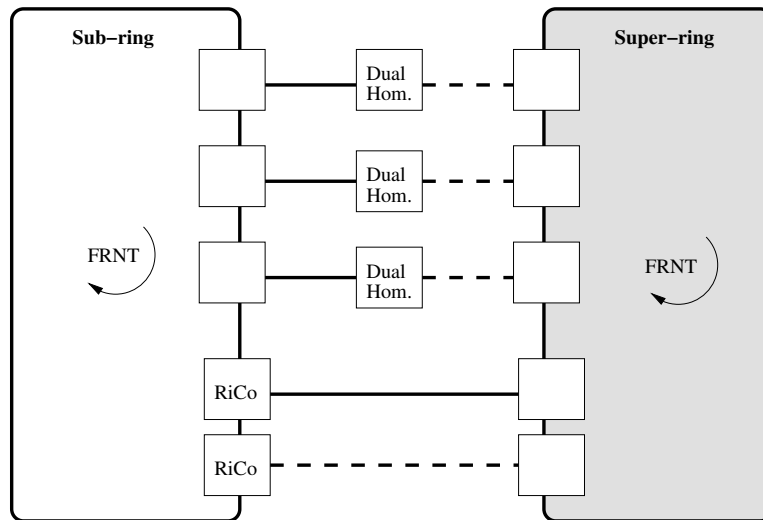 Sub–ring
Super–ring
Dual
Hom.
Dual
Hom.
FRNT
Dual
Hom.
FRNT
RiCo
RiCo